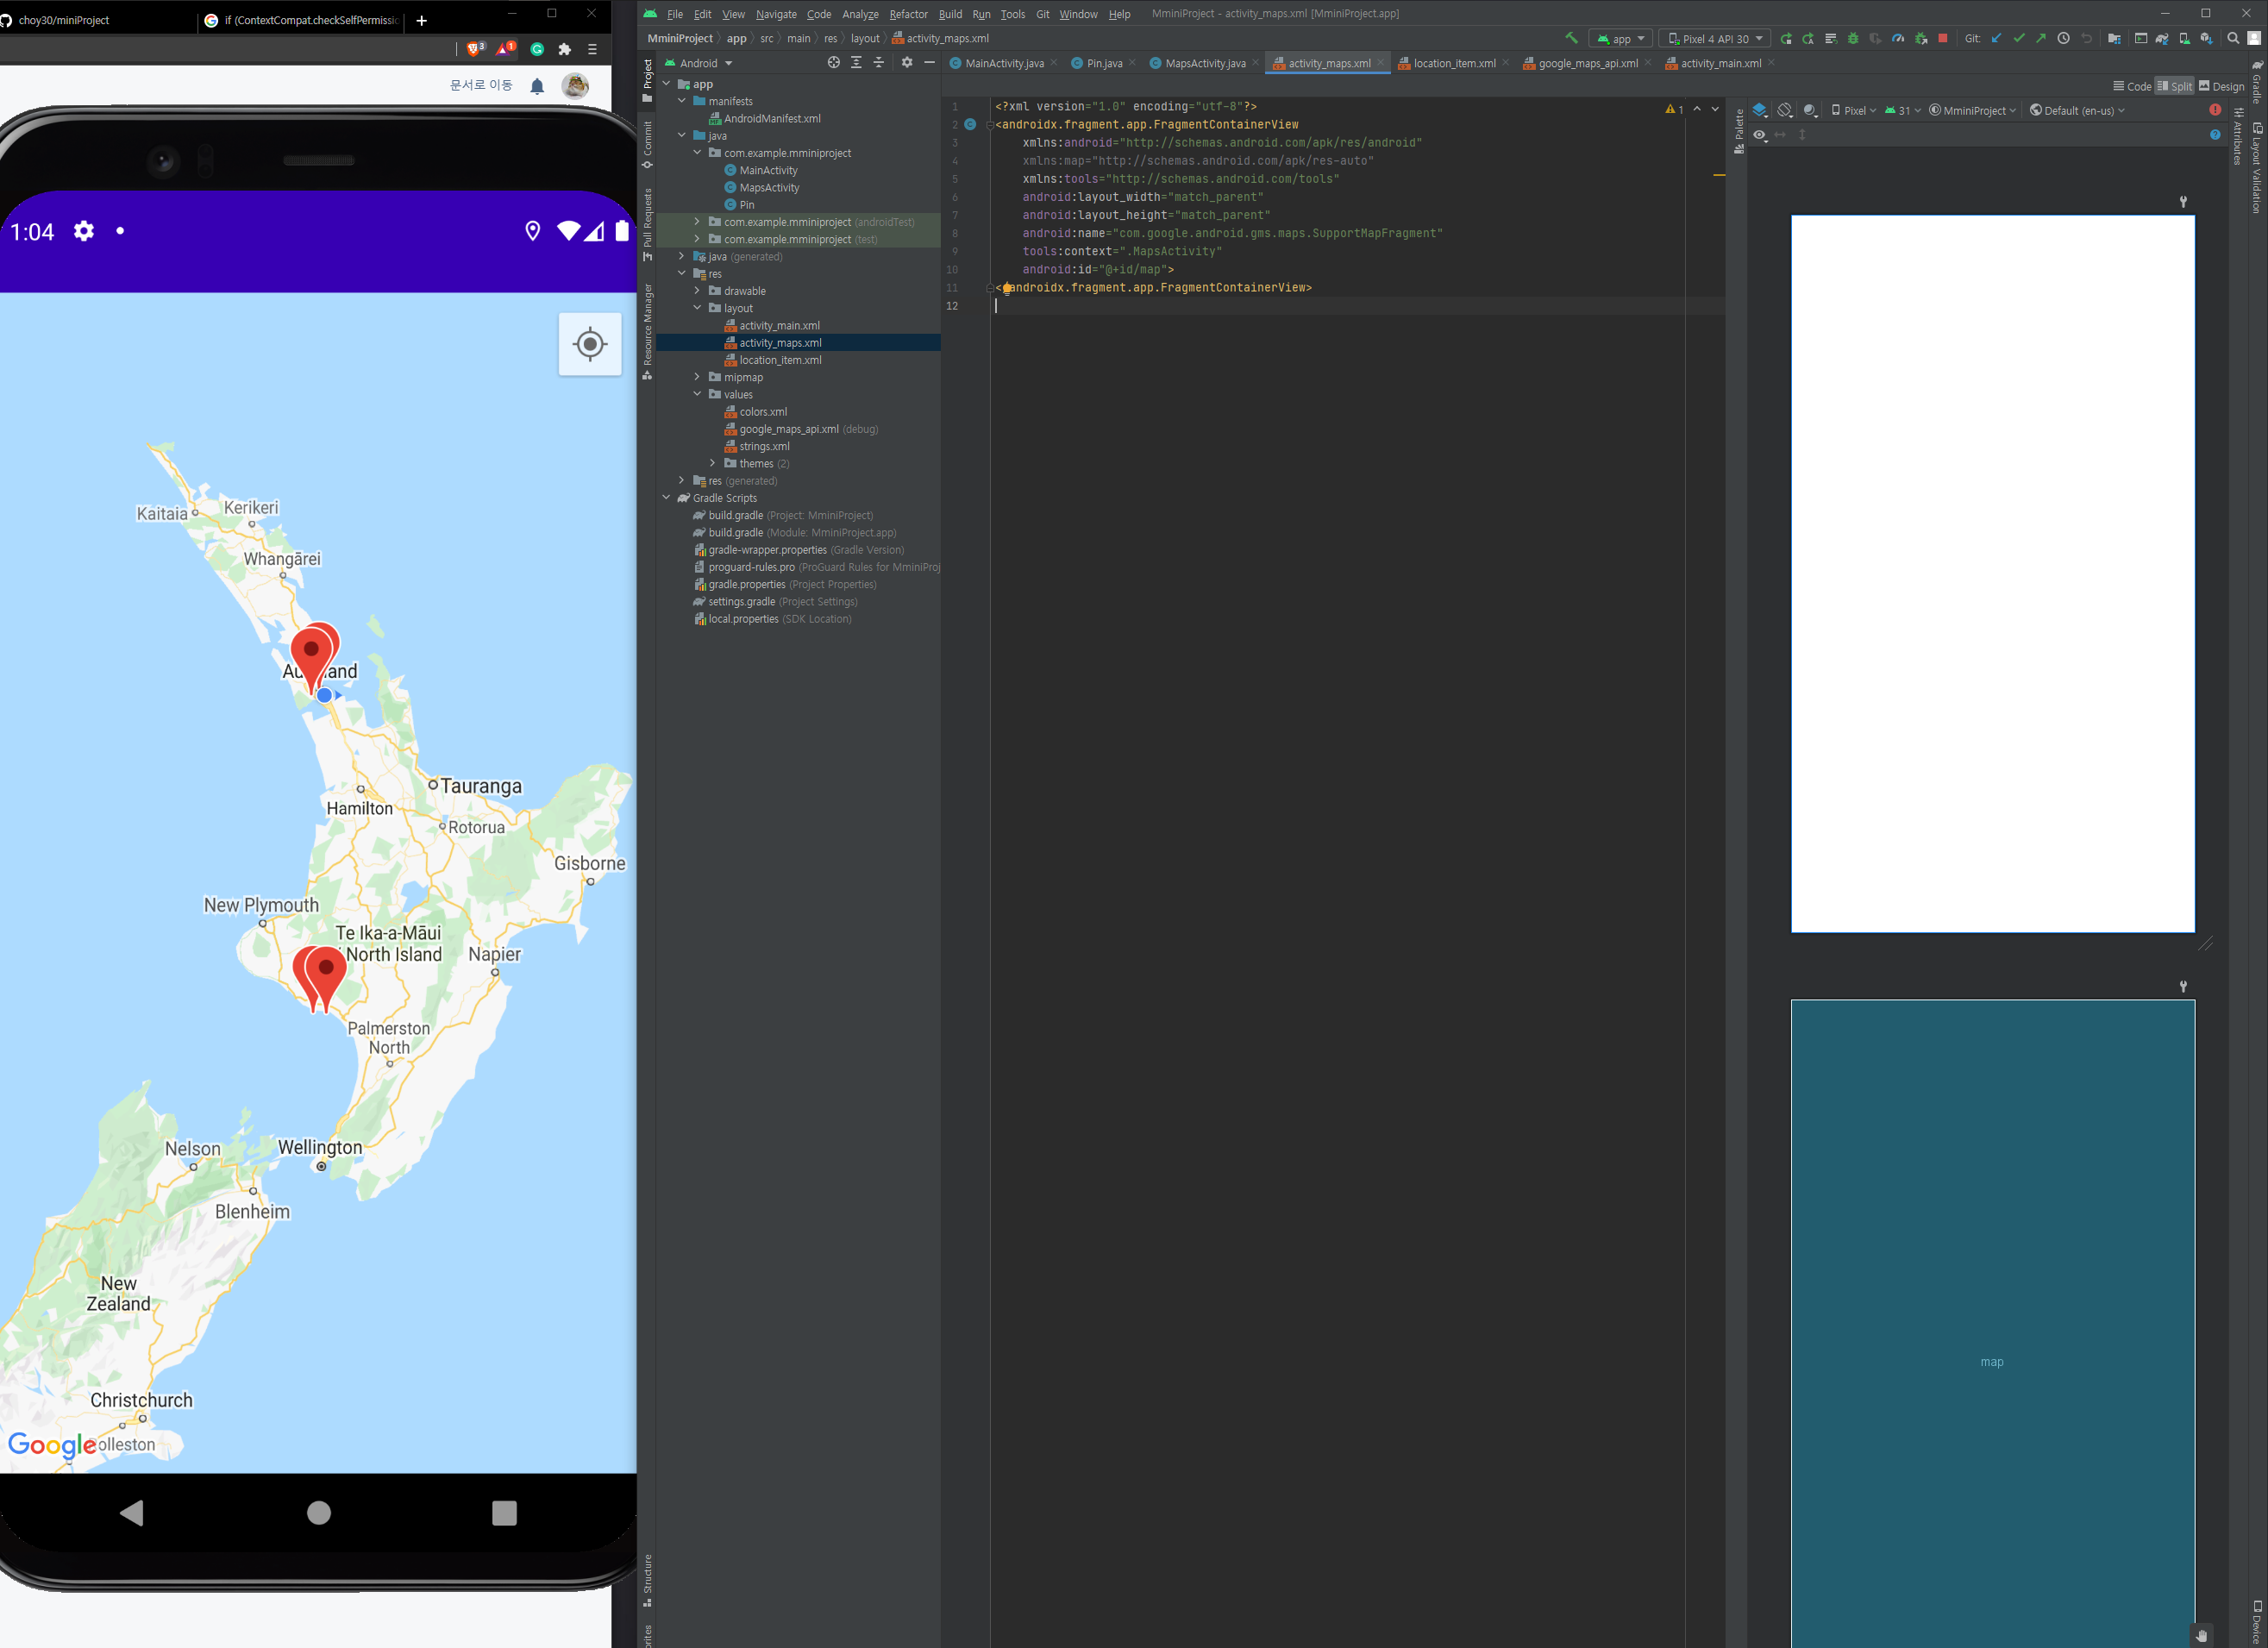 choy30/miniProject
if (ContextCompat.checkSelfPermissio
3
1
문서로 이동
1:04
Kaitaia
Kerikeri
Whangārei
Tauranga
Hamilton
Rotorua
Gisborne
New Plymouth
Te Ika-a-Māui
North Island
Napier
Palmerston
North
Nelson
Wellington
Blenheim
New
Zealand
Christchurch
Google
olleston
File Edit View Navigate Code Analyze Refactor Build Run Tools Git Window Help MminiProject - activity_maps.xml [MminiProject.app]
MminiProject app src main res layout activity_maps.xml
app Pixel 4 API 30 Git:
Project
Commit
Pull Requests
Resource Manager
Structure
Android
app
manifests
AndroidManifest.xml
java
com.example.mminiproject
MainActivity
MapsActivity
Pin
com.example.mminiproject (androidTest)
com.example.mminiproject (test)
java (generated)
res
drawable
layout
activity_main.xml
activity_maps.xml
location_item.xml
mipmap
values
colors.xml
google_maps_api.xml (debug)
strings.xml
themes (2)
res (generated)
Gradle Scripts
build.gradle (Project: MminiProject)
build.gradle (Module: MminiProject.app)
gradle-wrapper.properties (Gradle Version)
proguard-rules.pro (ProGuard Rules for MminiProj
gradle.properties (Project Properties)
settings.gradle (Project Settings)
local.properties (SDK Location)
MainActivity.java Pin.java MapsActivity.java activity_maps.xml location_item.xml google_maps_api.xml activity_main.xml
Code Split Design
1 <?xml version="1.0" encoding="utf-8"?>
2 <androidx.fragment.app.FragmentContainerView
3 xmlns:android="http://schemas.android.com/apk/res/android"
4 xmlns:map="http://schemas.android.com/apk/res-auto"
5 xmlns:tools="http://schemas.android.com/tools"
6 android:layout_width="match_parent"
7 android:layout_height="match_parent"
8 android:name="com.google.android.gms.maps.SupportMapFragment"
9 tools:context=".MapsActivity"
10 android:id="@+id/map">
11 <androidx.fragment.app.FragmentContainerView>
12
1
Palette
Pixel 31 MminiProject Default (en-us)
map
Attributes
Gradle
Layout Validation